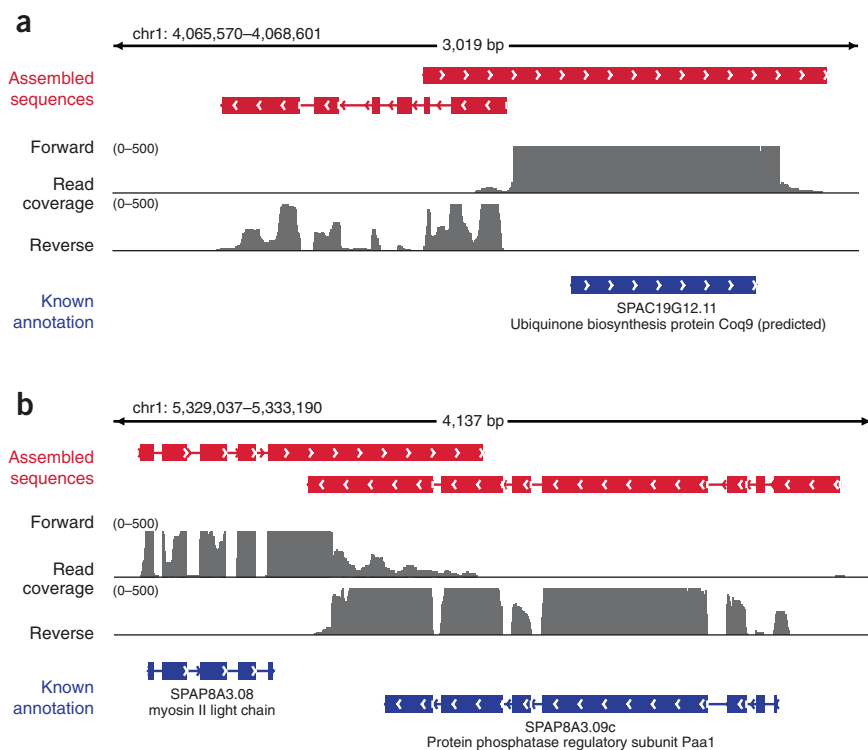 a
chr1: 4,065,570–4,068,601
3,019 bp
Assembled
sequences
Forward
(0–500)
Read
coverage
(0–500)
Reverse
Known
annotation
SPAC19G12.11
Ubiquinone biosynthesis protein Coq9 (predicted)
b
chr1: 5,329,037–5,333,190
4,137 bp
Assembled
sequences
Forward
(0–500)
Read
coverage
(0–500)
Reverse
Known
annotation
SPAP8A3.08
myosin II light chain
SPAP8A3.09c
Protein phosphatase regulatory subunit Paa1